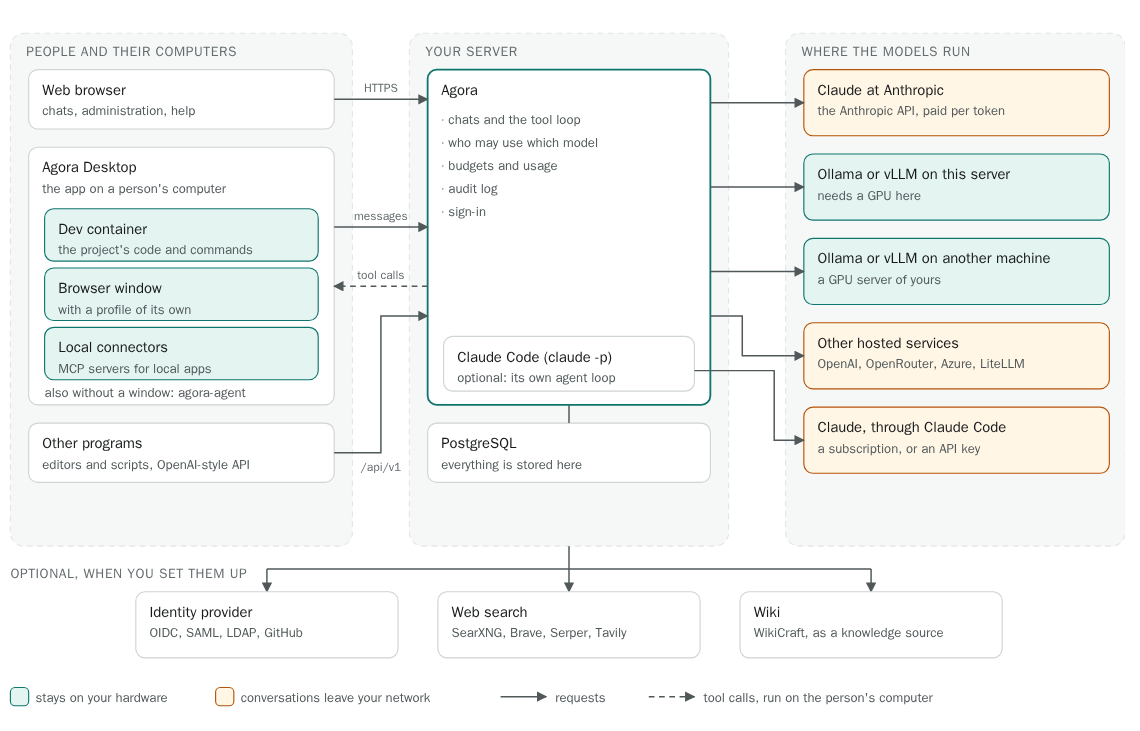 PEOPLE AND THEIR COMPUTERS
Web browser
chats, administration, help
Agora Desktop
the app on a person's computer
Dev container
the project's code and commands
Browser window
with a profile of its own
Local connectors
MCP servers for local apps
also without a window: agora-agent
Other programs
editors and scripts, OpenAI-style API
HTTPS
messages
tool calls
/api/v1
YOUR SERVER
Agora
· chats and the tool loop
· who may use which model
· budgets and usage
· audit log
· sign-in
Claude Code (claude -p)
optional: its own agent loop
PostgreSQL
everything is stored here
WHERE THE MODELS RUN
Claude at Anthropic
the Anthropic API, paid per token
Ollama or vLLM on this server
needs a GPU here
Ollama or vLLM on another machine
a GPU server of yours
Other hosted services
OpenAI, OpenRouter, Azure, LiteLLM
Claude, through Claude Code
a subscription, or an API key
OPTIONAL, WHEN YOU SET THEM UP
Identity provider
OIDC, SAML, LDAP, GitHub
Web search
SearXNG, Brave, Serper, Tavily
Wiki
WikiCraft, as a knowledge source
stays on your hardware
conversations leave your network
requests
tool calls, run on the person's computer